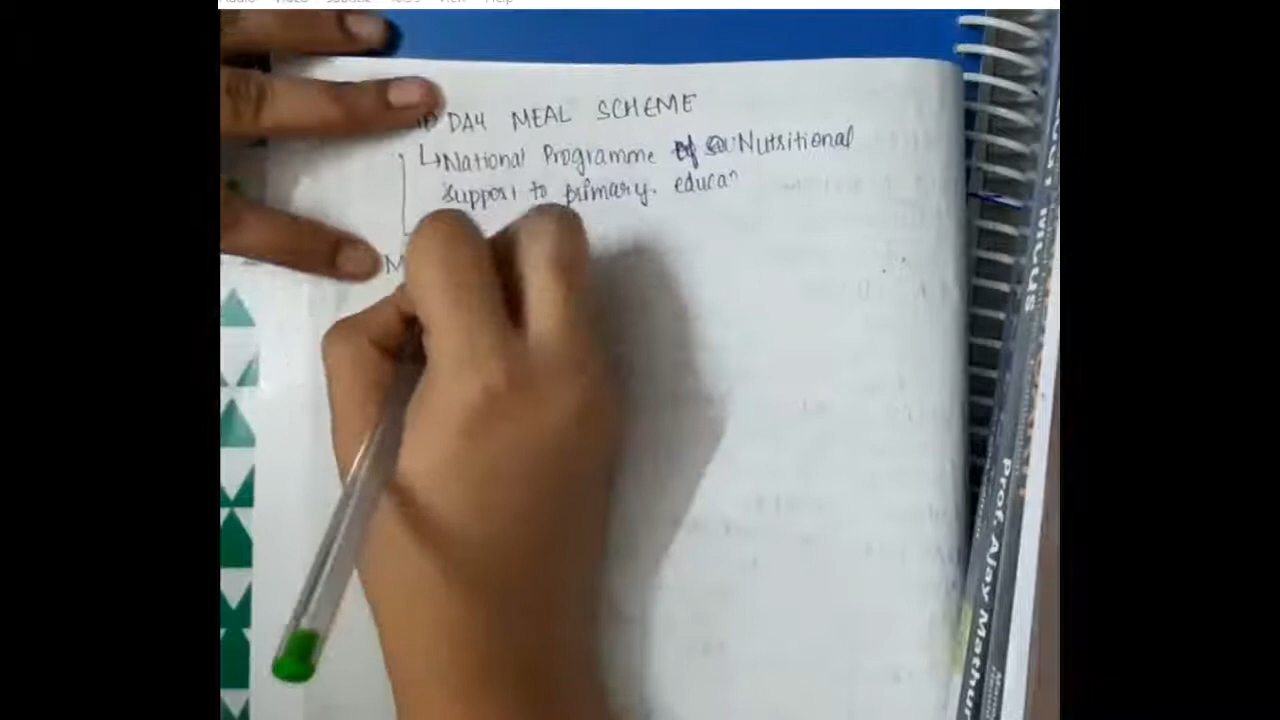 DAY MEAL SCHEME
↳ National Programme of Nutritional
support to primary educa
M
Prof. Ajay Mathur